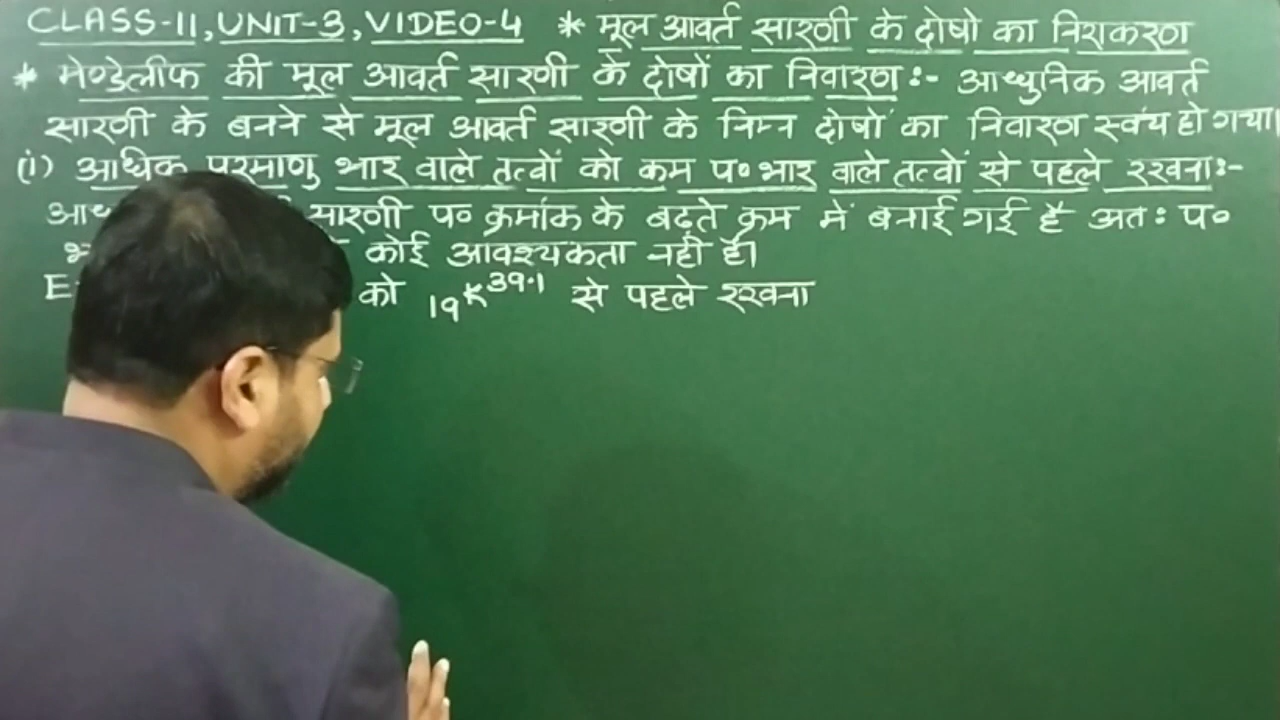 CLASS-11, UNIT-3, VIDEO-4 * मूल आवर्त सारणी के दोषो का निराकरण
* मेण्डेलीफ की मूल आवर्त सारणी के दोषों का निवारण :- आधुनिक आवर्त
सारणी के बनने से मूल आवर्त सारणी के निम्न दोषों का निवारण स्वंय हो गया।
(i) आधिक परमाणु भार वाले तत्वों को कम प० भार वाले तत्वों से पहले रखना:-
सारणी प० क्रमांक के बढ़ते क्रम में बनाई गई है अतः प०
कोई आवश्यकता नहीं है।
को ₁₉K³⁹·¹ से पहले रखना